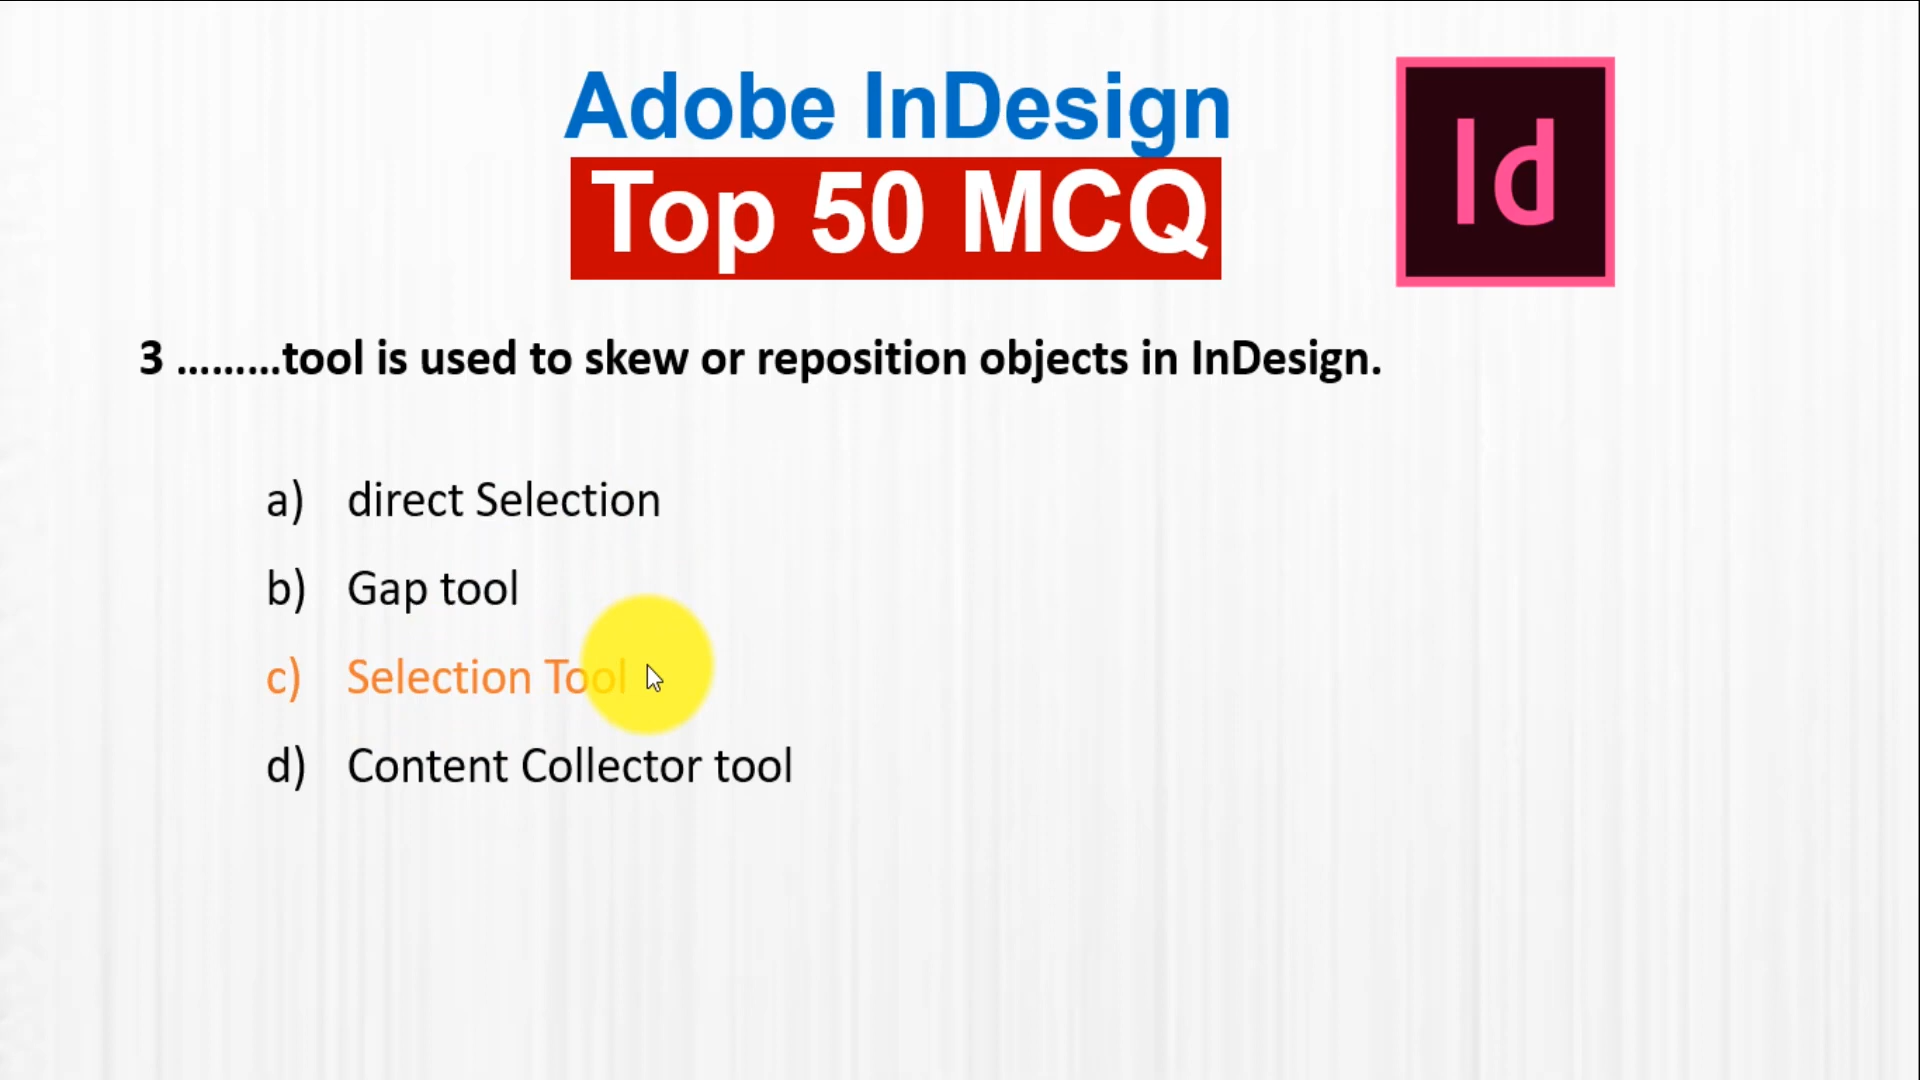 Adobe InDesign
Top 50 MCQ
Id
3 .........tool is used to skew or reposition objects in InDesign.
a) direct Selection
b) Gap tool
c) Selection Tool
d) Content Collector tool